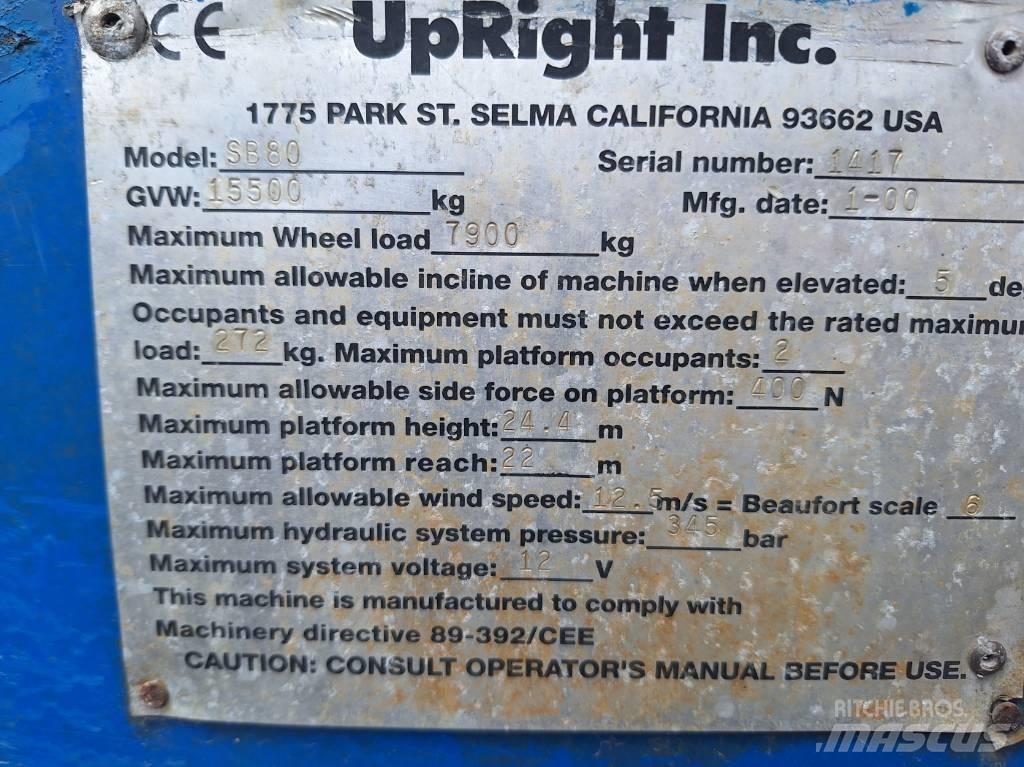 CE UpRight Inc.
1775 PARK ST. SELMA CALIFORNIA 93662 USA
Model: SB80 Serial number: 1417
GVW: 15500 kg Mfg. date: 1-00
Maximum Wheel load 7900 kg
Maximum allowable incline of machine when elevated: 5 de
Occupants and equipment must not exceed the rated maximu
load: 272 kg. Maximum platform occupants: 2
Maximum allowable side force on platform: 400 N
Maximum platform height: 24.4 m
Maximum platform reach: 22 m
Maximum allowable wind speed: 12.5 m/s = Beaufort scale 6
Maximum hydraulic system pressure: 345 bar
Maximum system voltage: 12 V
This machine is manufactured to comply with
Machinery directive 89-392/CEE
CAUTION: CONSULT OPERATOR'S MANUAL BEFORE USE.
RITCHIE BROS.
MASCUS